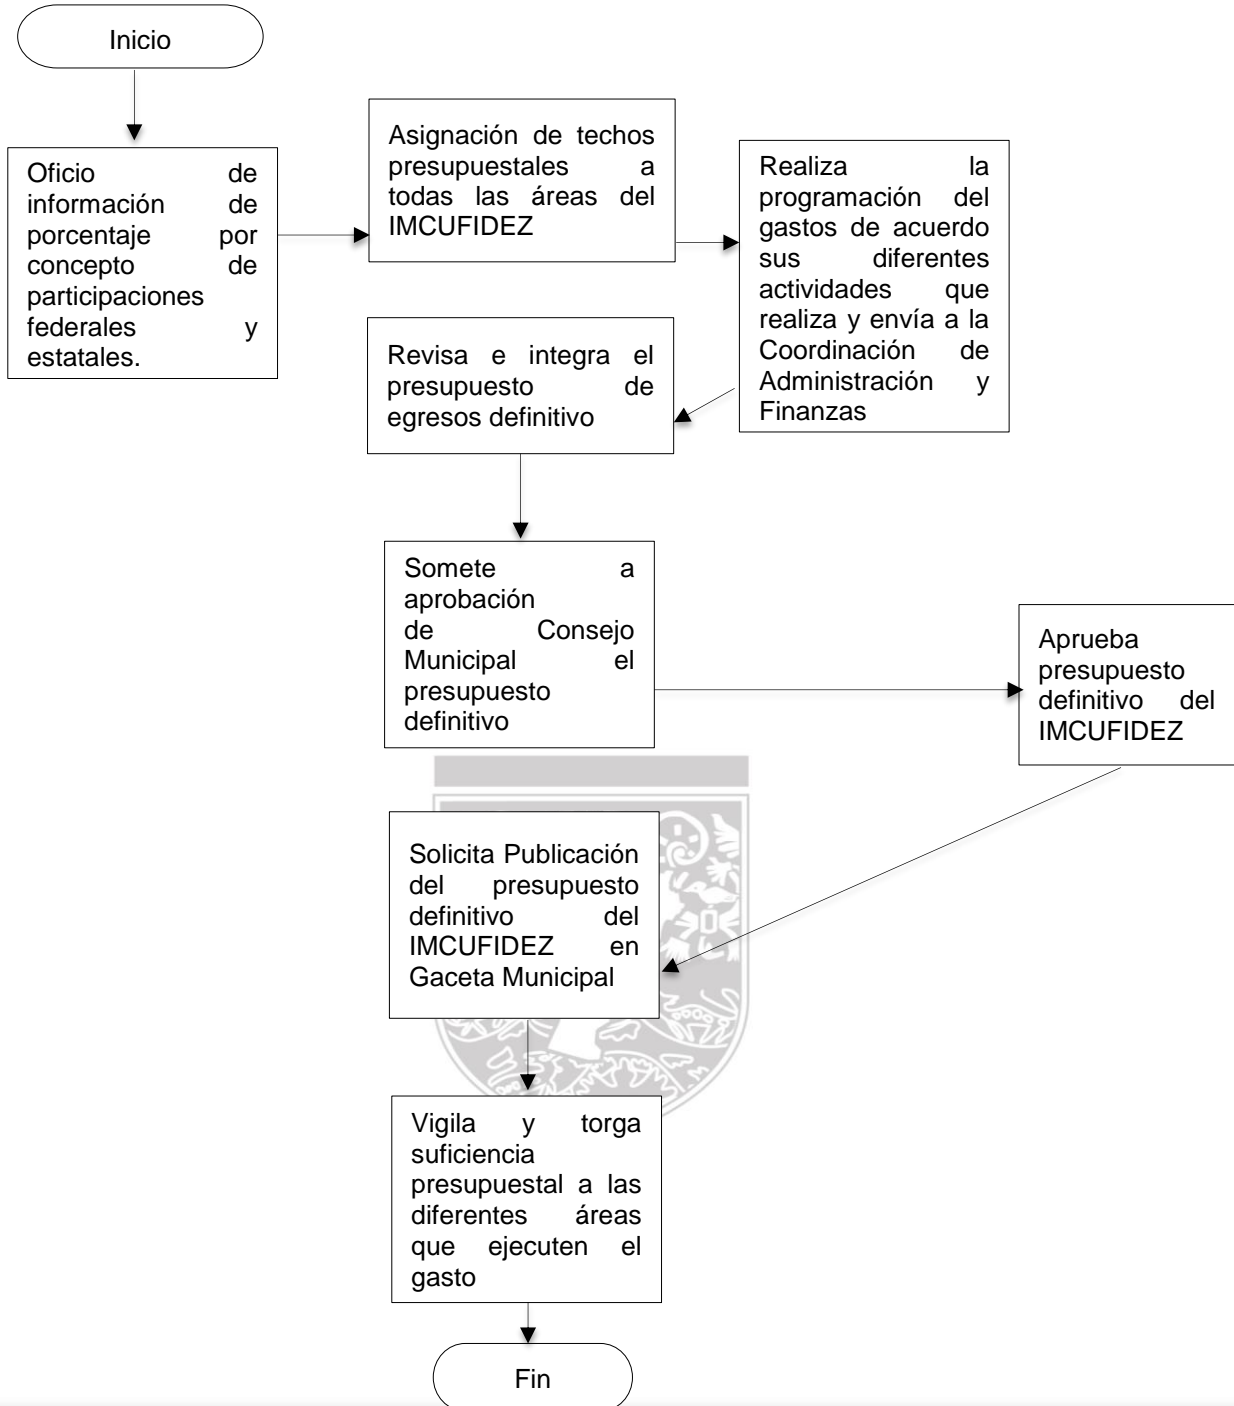 Inicio
Oficio de
información de
porcentaje por
concepto de
participaciones
federales y
estatales.
Asignación de techos
presupuestales a
todas las áreas del
IMCUFIDEZ
Realiza la
programación del
gastos de acuerdo
sus diferentes
actividades que
realiza y envía a la
Coordinación de
Administración y
Finanzas
Revisa e integra el
presupuesto de
egresos definitivo
Somete a
aprobación
de Consejo
Municipal el
presupuesto
definitivo
Aprueba
presupuesto
definitivo del
IMCUFIDEZ
Solicita Publicación
del presupuesto
definitivo del
IMCUFIDEZ en
Gaceta Municipal
Vigila y torga
suficiencia
presupuestal a las
diferentes áreas
que ejecuten el
gasto
Fin